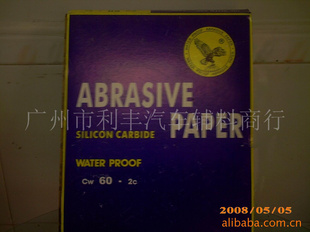 ABRASIVE
SILICON CARBIDE PAPER
广州市利丰汽车辅料商行
WATER PROOF
Cw 60 - 2c
2008/05/05
alibaba.com.cn